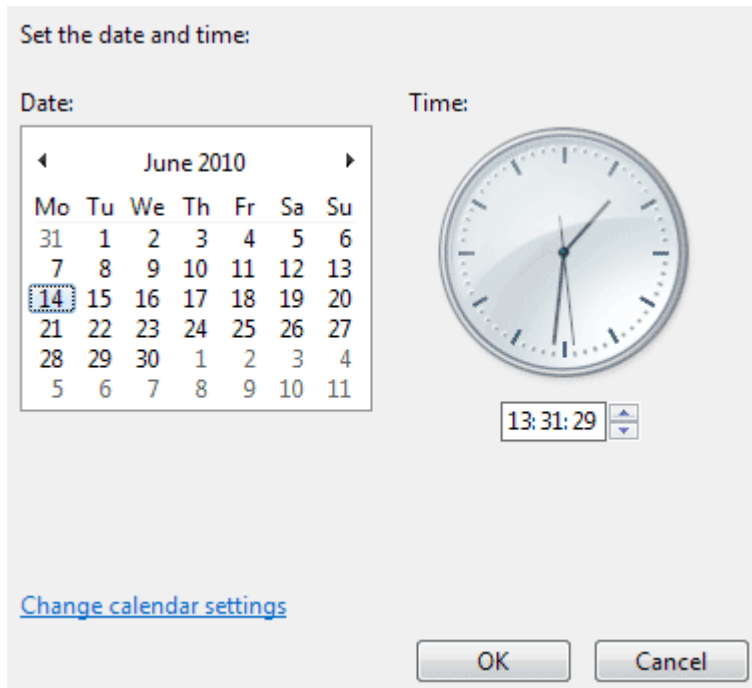 Set the date and time:
Date:
Time:
June 2010
Mo Tu We Th Fr Sa Su
31 1 2 3 4 5 6
7 8 9 10 11 12 13
14 15 16 17 18 19 20
21 22 23 24 25 26 27
28 29 30 1 2 3 4
5 6 7 8 9 10 11
13:31:29
Change calendar settings
OK
Cancel